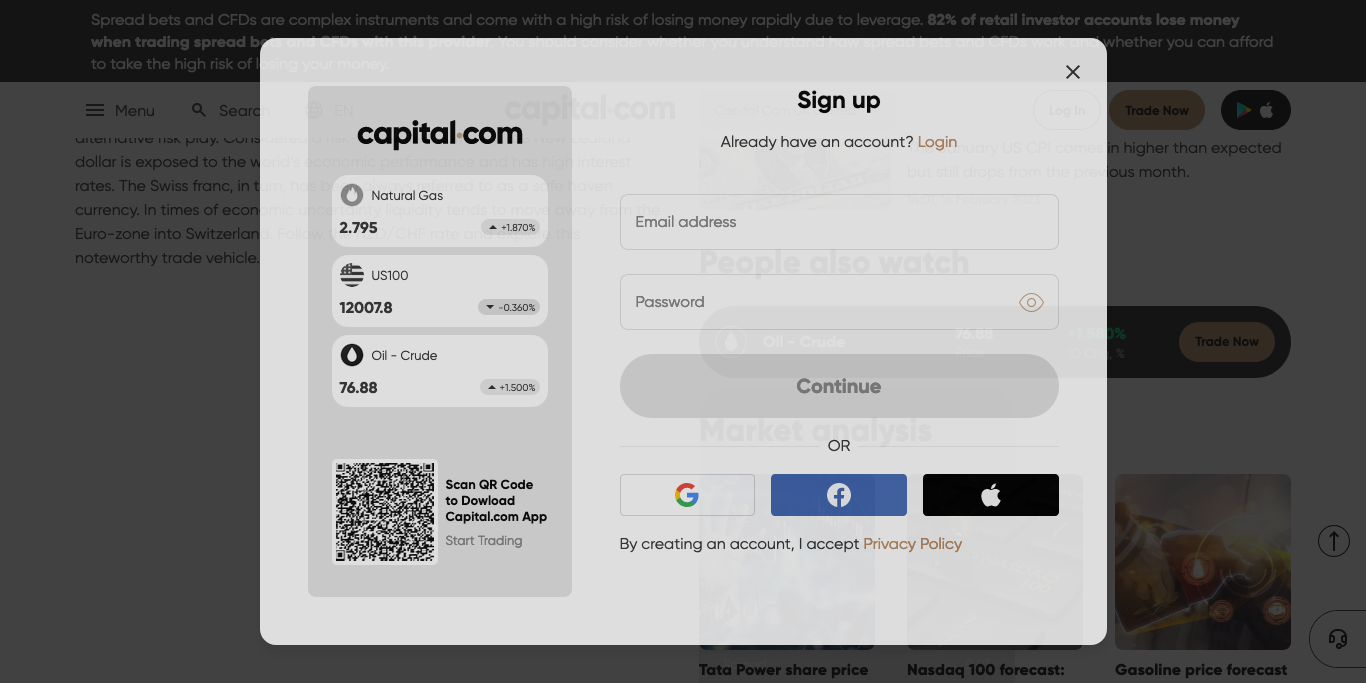 Spread bets and CFDs are complex instruments and come with a high risk of losing money rapidly due to leverage. 82% of retail investor accounts lose money
when trading spread bets and CFDs with this provider. You should consider whether you understand how spread bets and CFDs work and whether you can afford
to take the high risk of losing your money.
Menu
Search
EN
capital.com
Log In
Trade Now
alternative risk play. Considered a risk
dollar is exposed to the world's economic performance and has high interest
rates. The Swiss franc, in turn, has been always referred to as a safe haven
currency. In times of economic uncertainty liquidity tends to move away from the
Euro-zone into Switzerland. Follow /CHF rate and this
noteworthy trade vehicle.
January US CPI comes in higher than expected
but still drops from the previous month.
People also watch
Oil - Crude
76.88
+1.580%
Trade Now
Market analysis
Tata Power share price
Nasdaq 100 forecast:
Gasoline price forecast
capital.com
Natural Gas
2.795
+1.870%
US100
12007.8
-0.360%
Oil - Crude
76.88
+1.500%
Scan QR Code
to Dowload
Capital.com App
Start Trading
Sign up
Already have an account? Login
Email address
Password
Continue
OR
By creating an account, I accept Privacy Policy